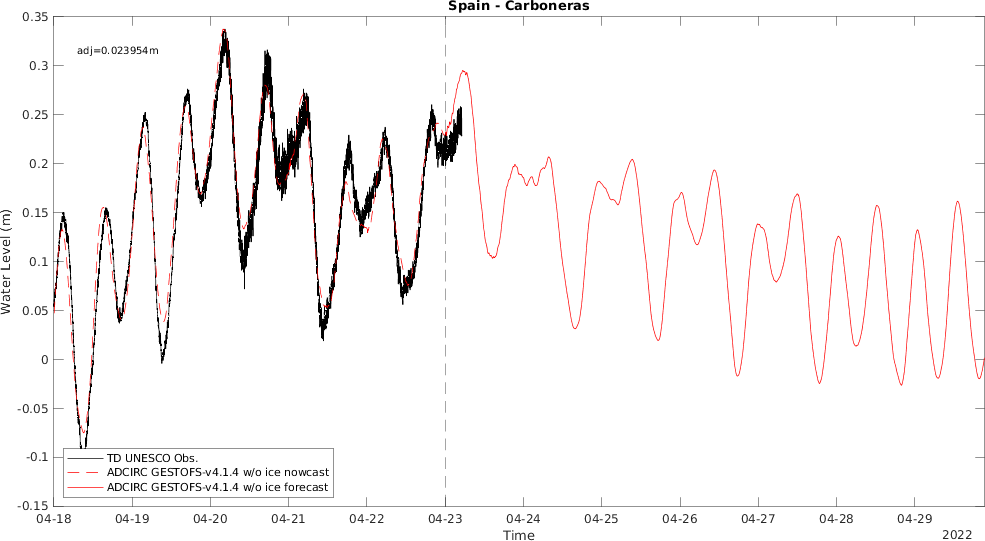 Spain - Carboneras
adj=0.023954m
Water Level (m)
0.35
0.3
0.25
0.2
0.15
0.1
0.05
0
-0.05
-0.1
-0.15
TD UNESCO Obs.
ADCIRC GESTOFS-v4.1.4 w/o ice nowcast
ADCIRC GESTOFS-v4.1.4 w/o ice forecast
04-18 04-19 04-20 04-21 04-22 04-23 04-24 04-25 04-26 04-27 04-28 04-29
Time
2022